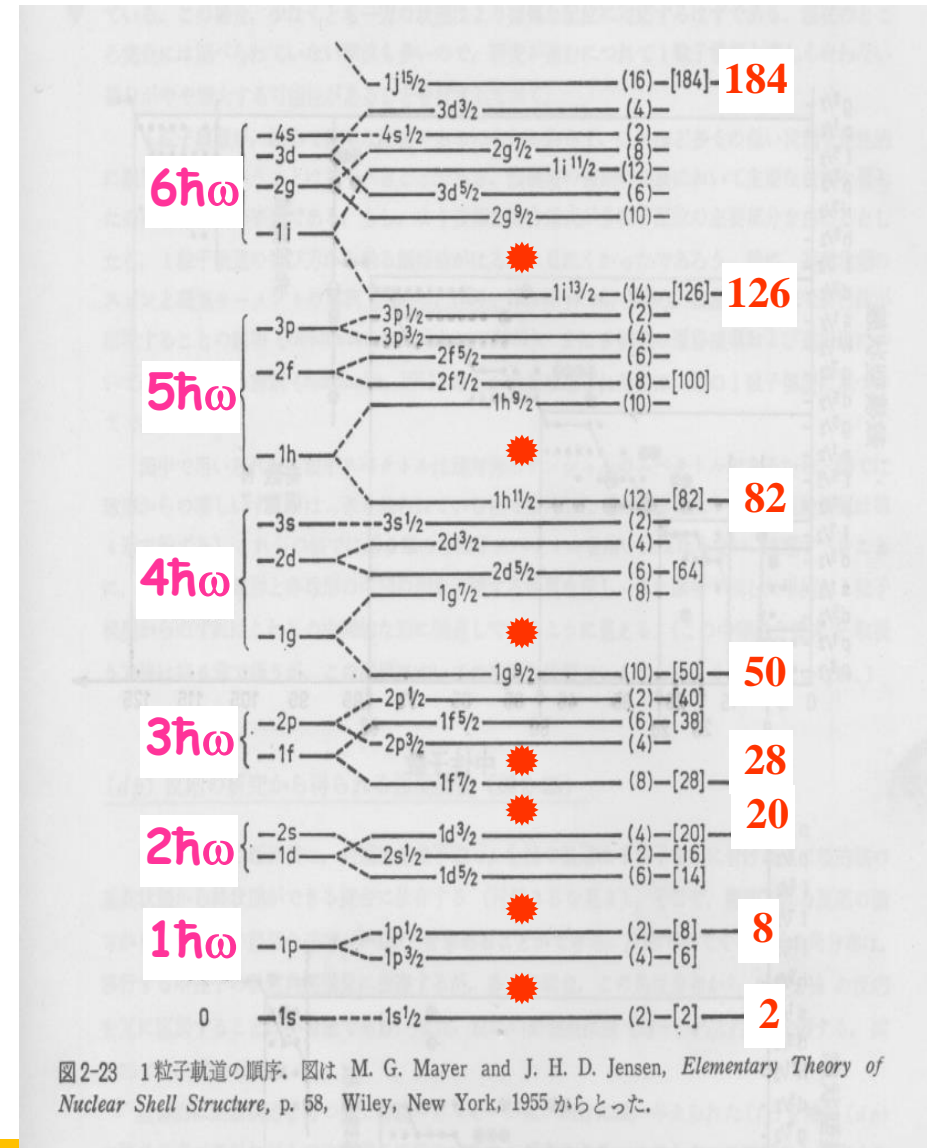 1j15/2 (16) [184] 184
3d3/2 (4)
4s 4s1/2 (2)
3d 2g7/2 (8)
6ħω 1i11/2 (12)
2g 3d5/2 (6)
2g9/2 (10)
1i
1i13/2 (14) [126] 126
3p 3p1/2 (2)
3p3/2 (4)
2f5/2 (6)
5ħω 2f 2f7/2 (8) [100]
1h9/2 (10)
1h
1h11/2 (12) [82] 82
3s 3s1/2 (2)
2d3/2 (4)
4ħω 2d 2d5/2 (6) [64]
1g7/2 (8)
1g
1g9/2 (10) [50] 50
2p1/2 (2) [40]
3ħω 2p 1f5/2 (6) [38]
1f 2p3/2 (4)
1f7/2 (8) [28] 28
20
2s 1d3/2 (4) [20]
2ħω 1d 2s1/2 (2) [16]
1d5/2 (6) [14]
1p1/2 (2) [8] 8
1ħω 1p
1p3/2 (4) [6]
0 1s 1s1/2 (2) [2] 2
図2-23 1粒子軌道の順序. 図は M. G. Mayer and J. H. D. Jensen, Elementary Theory of
Nuclear Shell Structure, p. 58, Wiley, New York, 1955からとった.